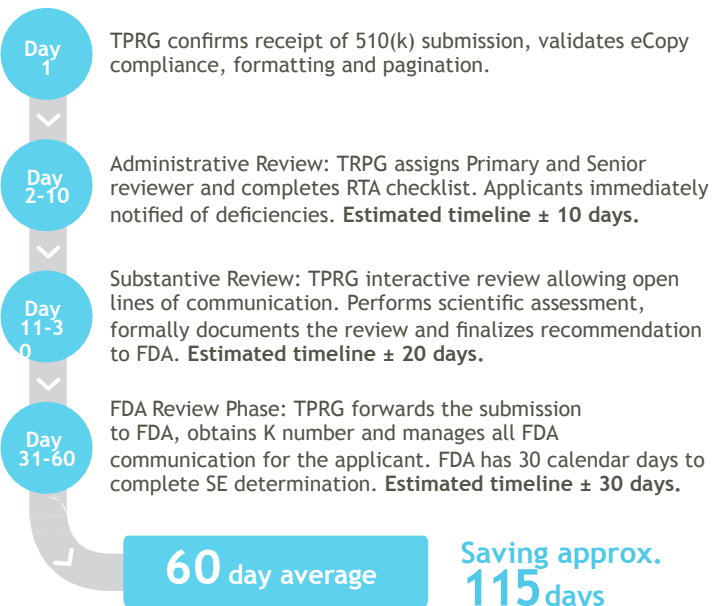 Day
1
TPRG confirms receipt of 510(k) submission, validates eCopy
compliance, formatting and pagination.
Day
2-10
Administrative Review: TRPG assigns Primary and Senior
reviewer and completes RTA checklist. Applicants immediately
notified of deficiencies. Estimated timeline ± 10 days.
Day
11-3
0
Substantive Review: TPRG interactive review allowing open
lines of communication. Performs scientific assessment,
formally documents the review and finalizes recommendation
to FDA. Estimated timeline ± 20 days.
Day
31-60
FDA Review Phase: TPRG forwards the submission
to FDA, obtains K number and manages all FDA
communication for the applicant. FDA has 30 calendar days to
complete SE determination. Estimated timeline ± 30 days.
60 day average
Saving approx.
115 days